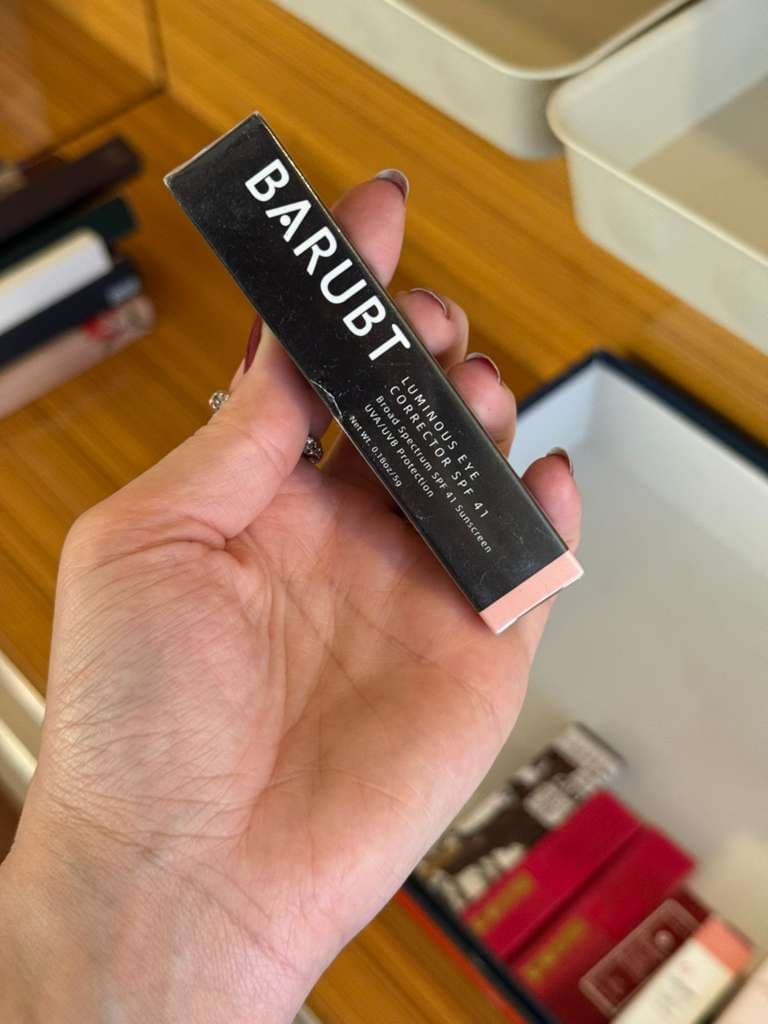 BARUBT
LUMINOUS EYE
CORRECTOR SPF 41
Broad Spectrum SPF 41 Sunscreen
UVA/UVB Protection
Net Wt. 0.18oz/5g